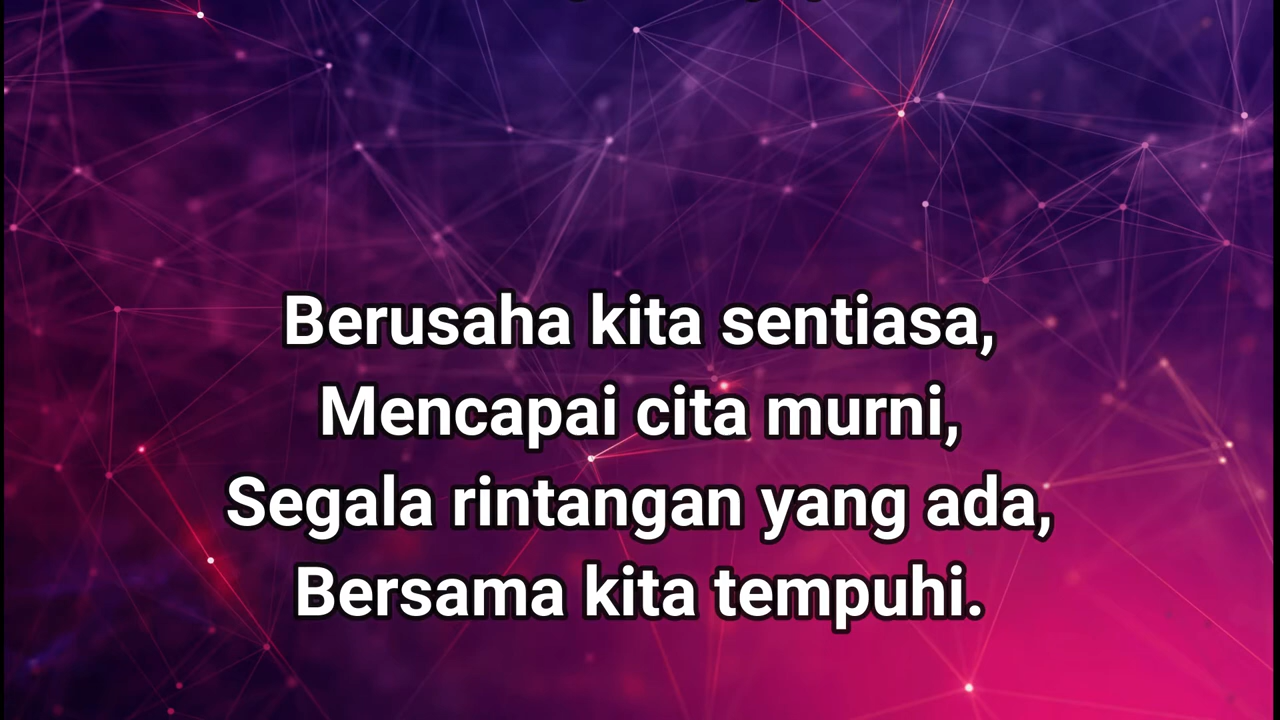 Berusaha kita sentiasa,
Mencapai cita murni,
Segala rintangan yang ada,
Bersama kita tempuhi.